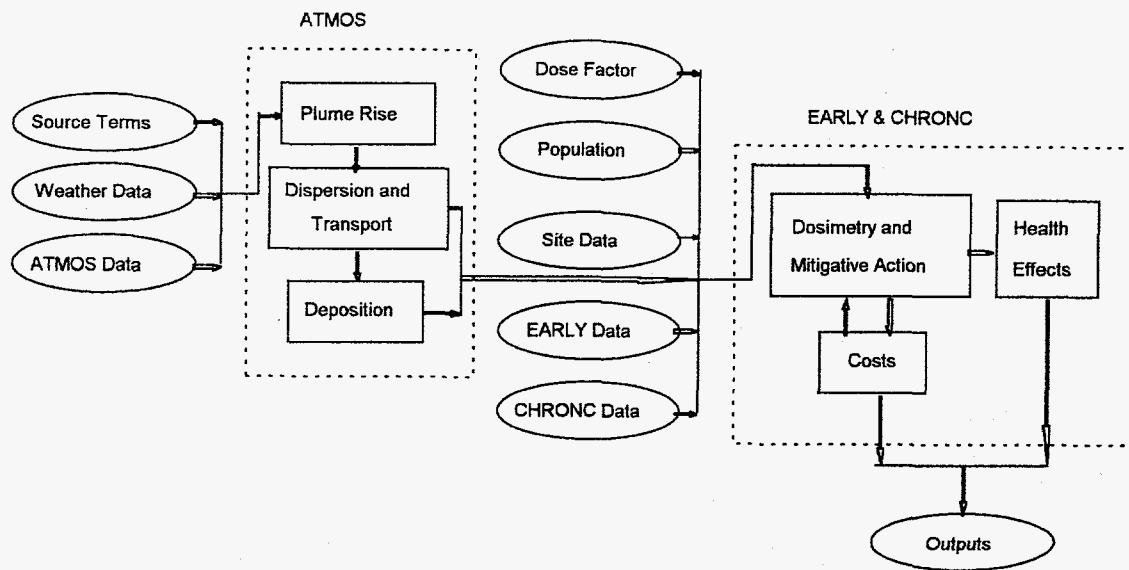 ATMOS
Source Terms
Weather Data
ATMOS Data
Plume Rise
Dispersion and
Transport
Deposition
Dose Factor
Population
Site Data
EARLY Data
CHRONC Data
EARLY & CHRONC
Dosimetry and
Mitigative Action
Health
Effects
Costs
Outputs